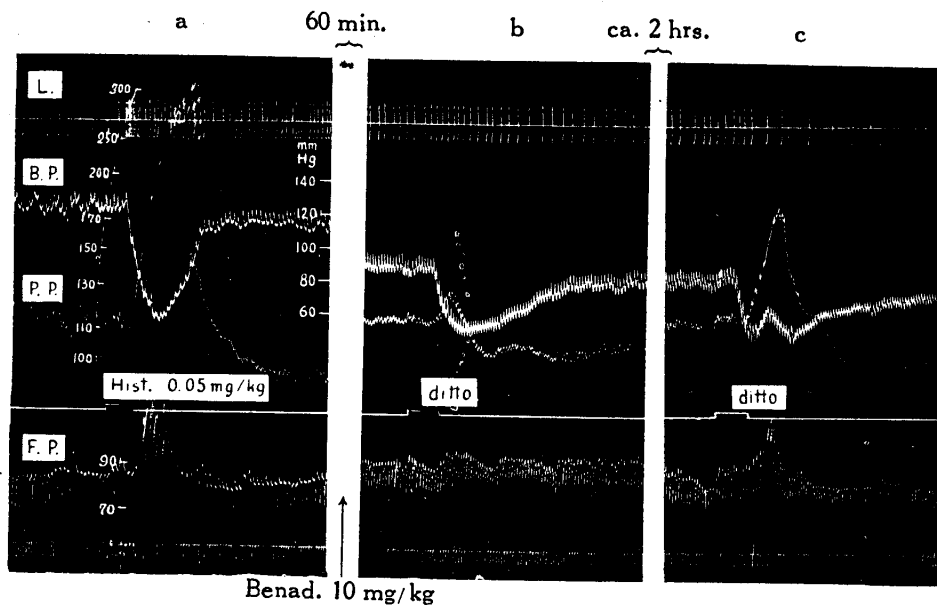 a
60 min.
b
ca. 2 hrs.
c
L.
300
250
B. P.
200
170
150
130
110
100
mm
Hg
140
120
100
80
60
P. P.
Hist. 0.05 mg/kg
ditto
ditto
F. P.
90
70
Benad. 10 mg/kg